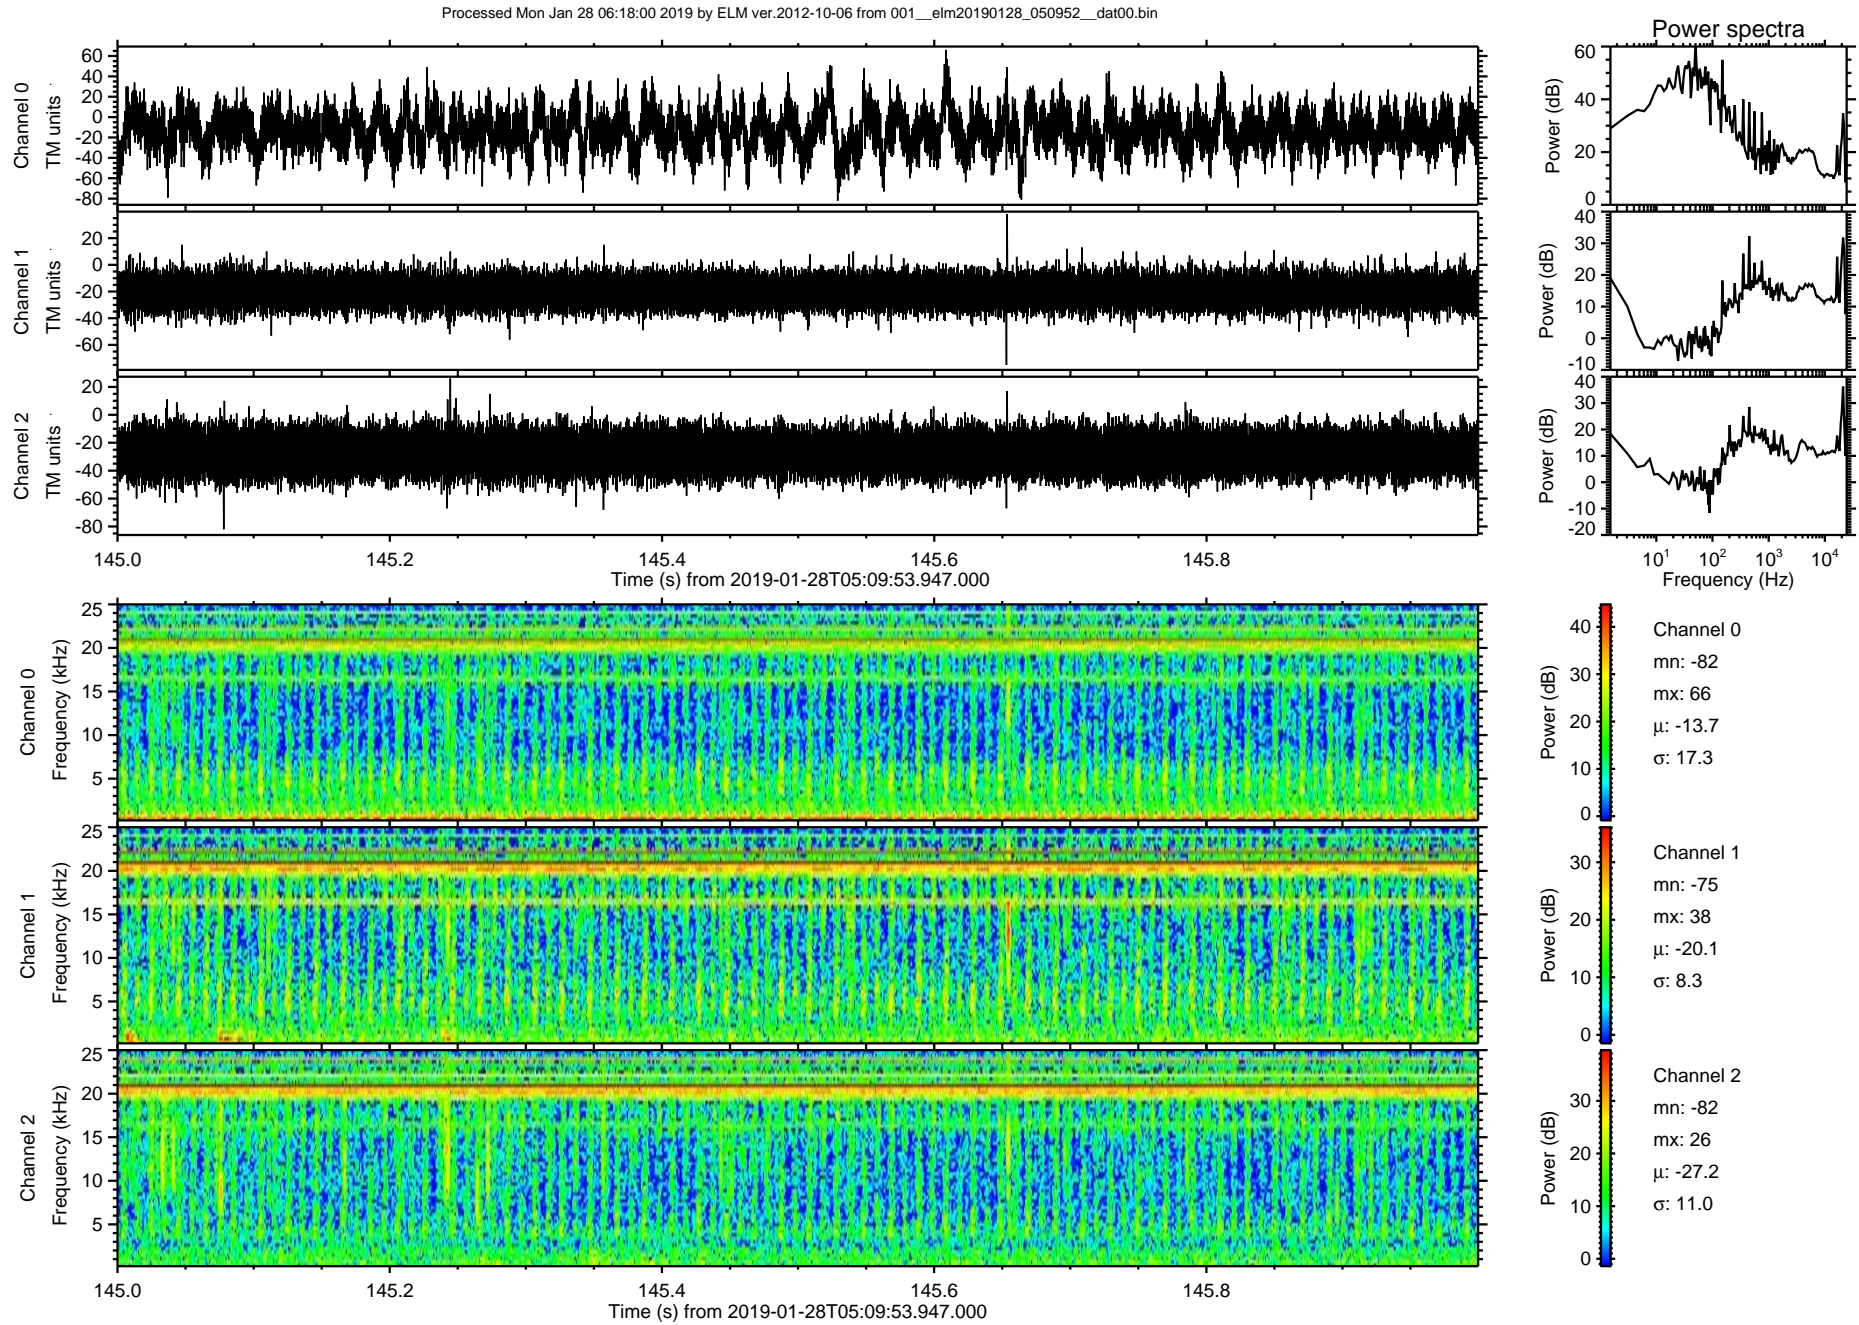 Processed Mon Jan 28 06:18:00 2019 by ELM ver.2012-10-06 from 001__elm20190128_050952__dat00.bin
Power spectra
Channel 0
TM units
60
40
20
0
-20
-40
-60
-80
Power (dB)
60
40
20
0
Channel 1
TM units
20
0
-20
-40
-60
Power (dB)
40
30
20
10
0
-10
Channel 2
TM units
20
0
-20
-40
-60
-80
Power (dB)
40
30
20
10
0
-10
-20
145.0 145.2 145.4 145.6 145.8
Time (s) from 2019-01-28T05:09:53.947.000
10¹ 10² 10³ 10⁴
Frequency (Hz)
Channel 0
Frequency (kHz)
25
20
15
10
5
Power (dB)
40
30
20
10
0
Channel 0
mn: -82
mx: 66
μ: -13.7
σ: 17.3
Channel 1
Frequency (kHz)
25
20
15
10
5
Power (dB)
30
20
10
0
Channel 1
mn: -75
mx: 38
μ: -20.1
σ: 8.3
Channel 2
Frequency (kHz)
25
20
15
10
5
Power (dB)
30
20
10
0
Channel 2
mn: -82
mx: 26
μ: -27.2
σ: 11.0
145.0 145.2 145.4 145.6 145.8
Time (s) from 2019-01-28T05:09:53.947.000